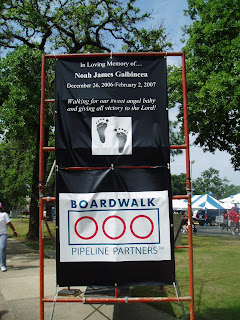 In Loving Memory of....
Noah James Galbincea
December 26, 2006-February 2, 2007
Walking for our sweet angel baby
and giving all victory to the Lord!
BOARDWALK
PIPELINE PARTNERS